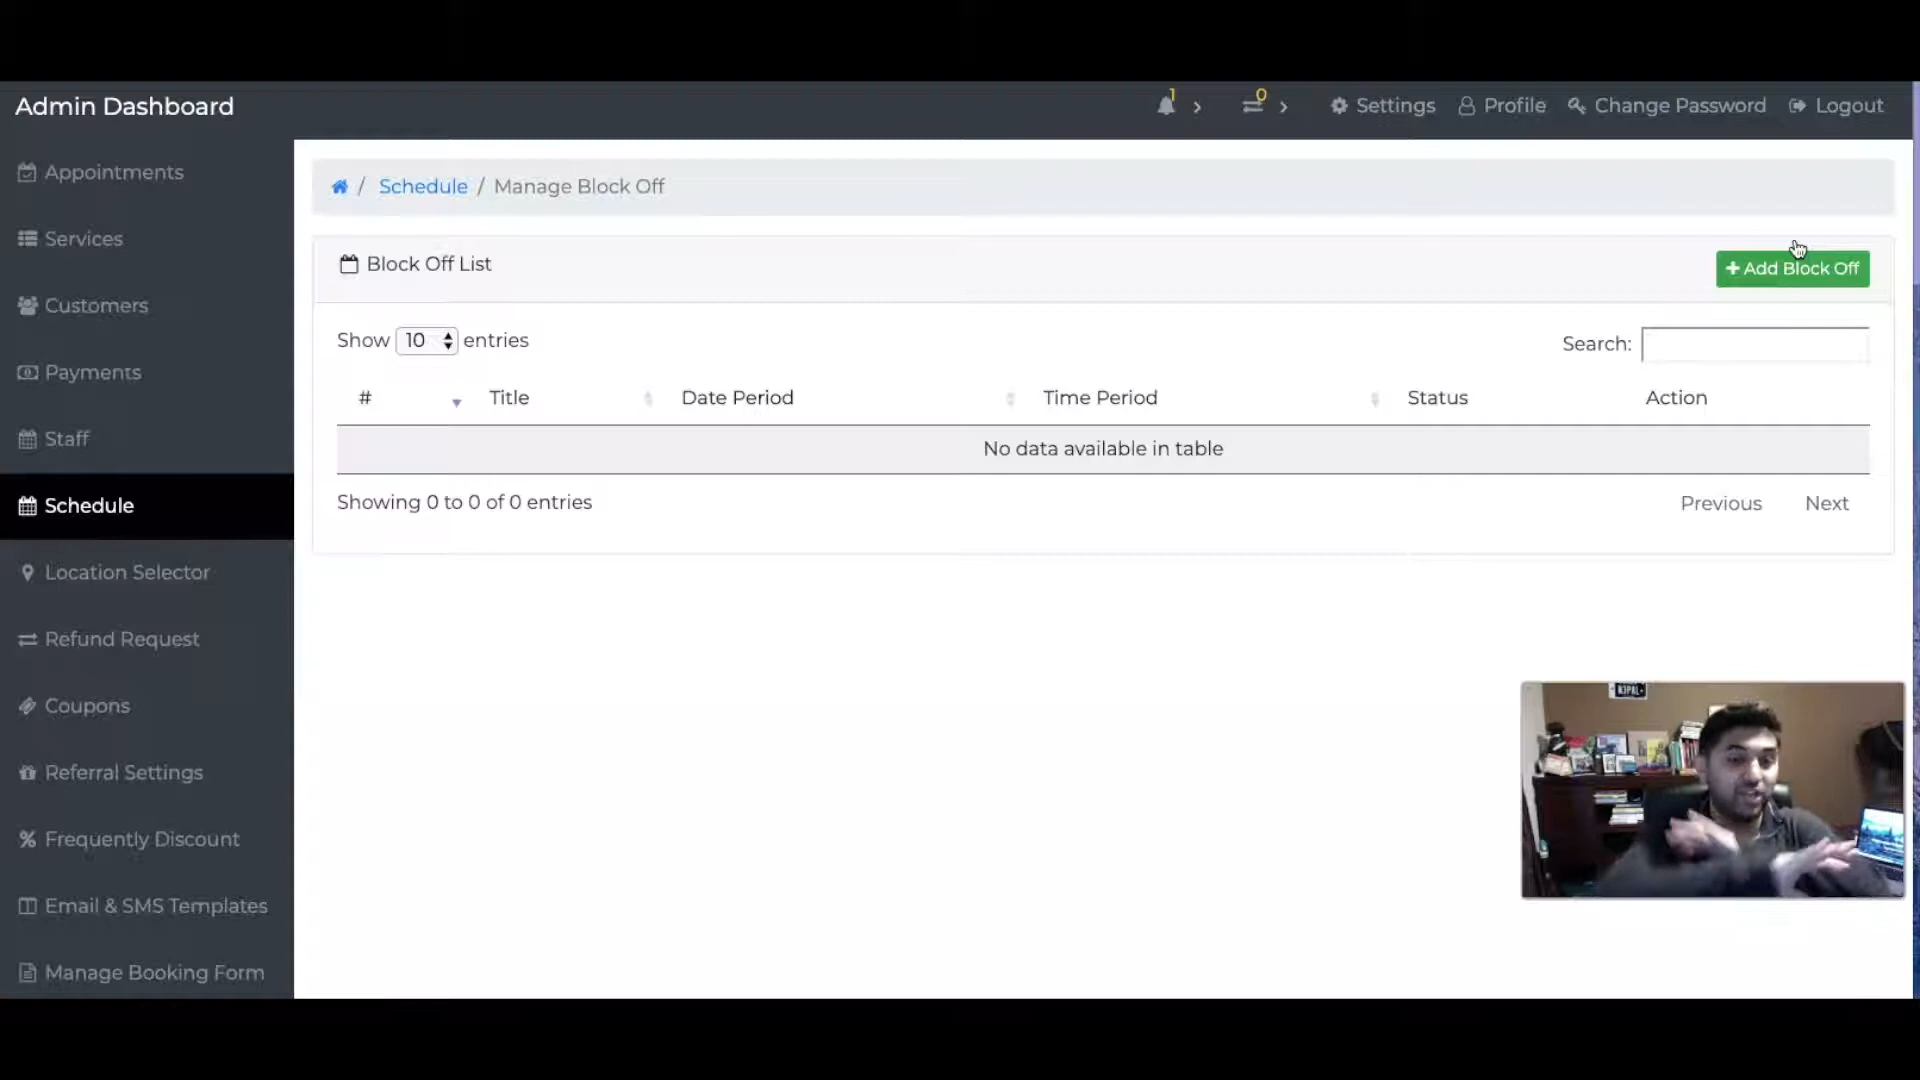 Admin Dashboard
1
0
Settings
Profile
Change Password
Logout
Appointments
Services
Customers
Payments
Staff
Schedule
Location Selector
Refund Request
Coupons
Referral Settings
Frequently Discount
Email & SMS Templates
Manage Booking Form
/ Schedule / Manage Block Off
Block Off List
+ Add Block Off
Show 10 entries
Search:
# Title Date Period Time Period Status Action
No data available in table
Showing 0 to 0 of 0 entries
Previous Next